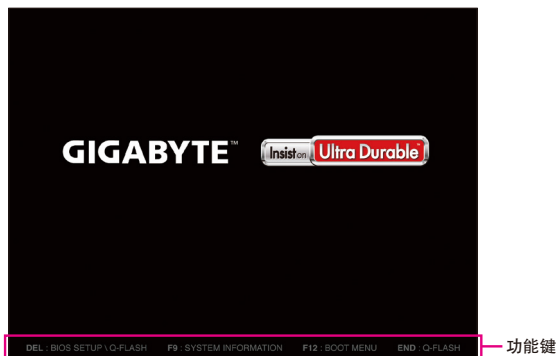 GIGABYTE™
Insist on Ultra Durable™
DEL : BIOS SETUP \ Q-FLASH F9 : SYSTEM INFORMATION F12 : BOOT MENU END : Q-FLASH
功能键